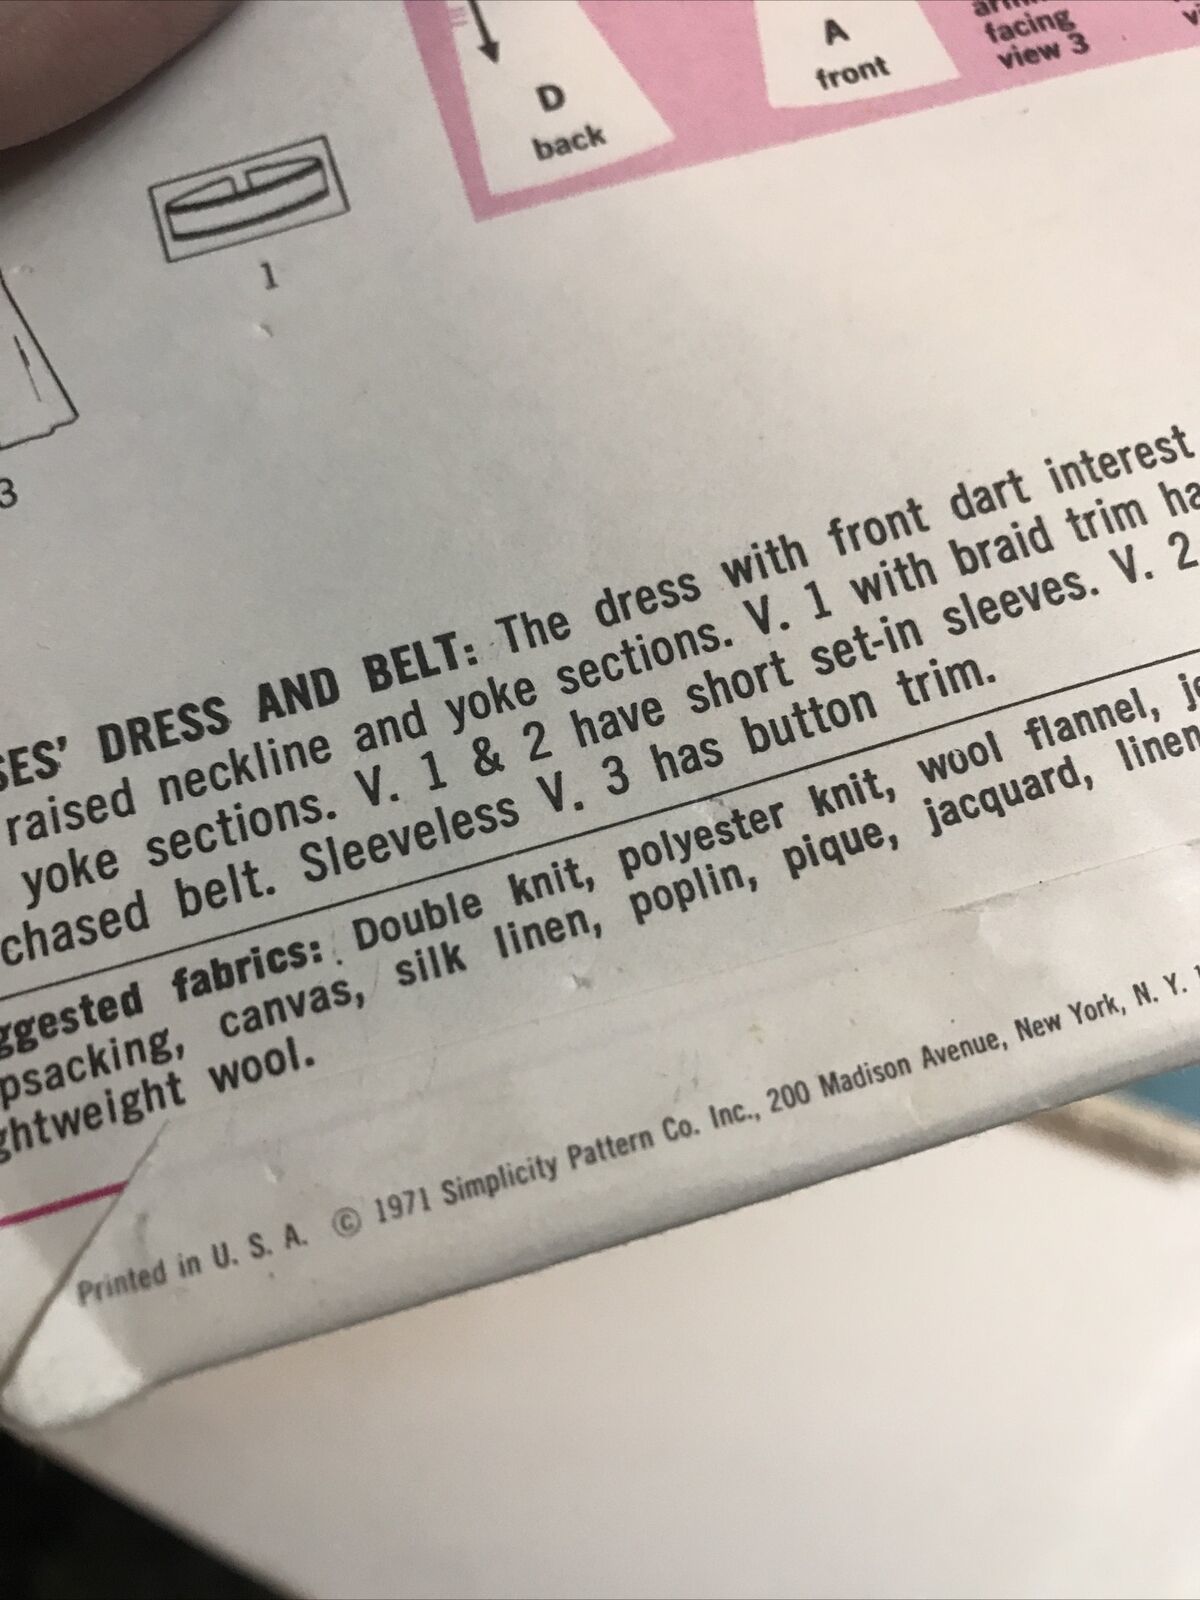 D
back
A
front
facing
view 3
1
3
SES' DRESS AND BELT: The dress with front dart interest
raised neckline and yoke sections. V. 1 with braid trim ha
yoke sections. V. 1 & 2 have short set-in sleeves. V. 2
chased belt. Sleeveless V. 3 has button trim.
ggested fabrics: Double knit, polyester knit, wool flannel, je
psacking, canvas, silk linen, poplin, pique, jacquard, linen
ghtweight wool.
Printed in U. S. A. © 1971 Simplicity Pattern Co. Inc., 200 Madison Avenue, New York, N. Y. 1